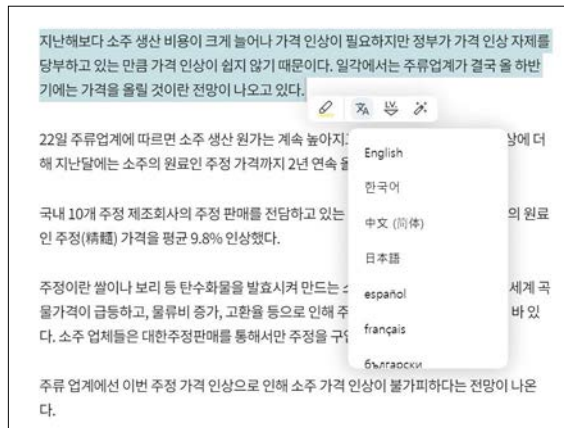 지난해보다 소주 생산 비용이 크게 늘어나 가격 인상이 필요하지만 정부가 가격 인상 자제를
당부하고 있는 만큼 가격 인상이 쉽지 않기 때문이다. 일각에서는 주류업계가 결국 올 하반
기에는 가격을 올릴 것이란 전망이 나오고 있다.
22일 주류업계에 따르면 소주 생산 원가는 계속 높아지 상에 더
해 지난달에는 소주의 원료인 주정 가격까지 2년 연속
English
한국어
국내 10개 주정 제조회사의 주정 판매를 전담하고 있는 의 원료
中文 (简体)
인 주정(精髓) 가격을 평균 9.8% 인상했다.
日本語
주정이란 쌀이나 보리 등 탄수화물을 발효시켜 만드는 세계 곡
español
물가격이 급등하고, 물류비 증가, 고환율 등으로 인해 주 바 있
français
다. 소주 업체들은 대한주정판매를 통해서만 주정을 구
български
주류 업계에선 이번 주정 가격 인상으로 인해 소주 가격 인상이 불가피하다는 전망이 나온
다.